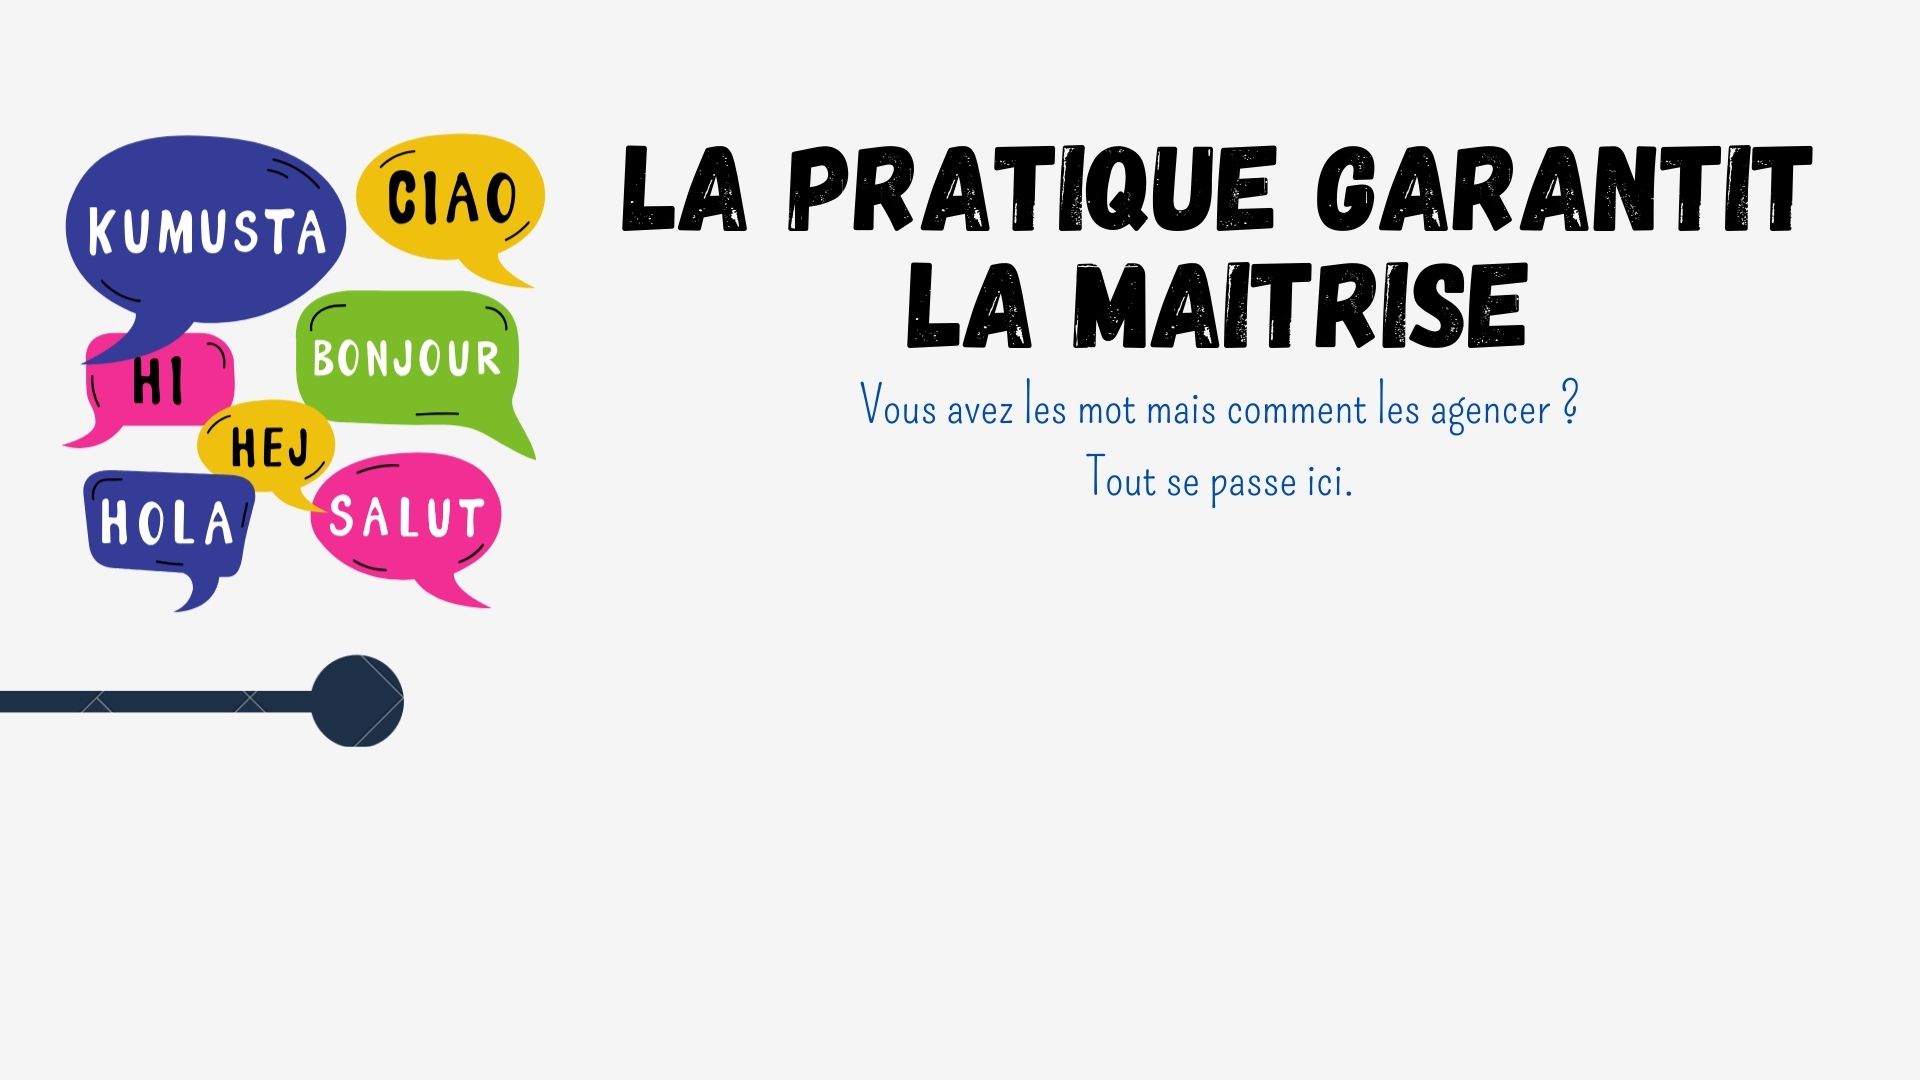 KUMUSTA
CIAO
HI
BONJOUR
HEJ
HOLA
SALUT
LA PRATIQUE GARANTIT
LA MAITRISE
Vous avez les mot mais comment les agencer ?
Tout se passe ici.